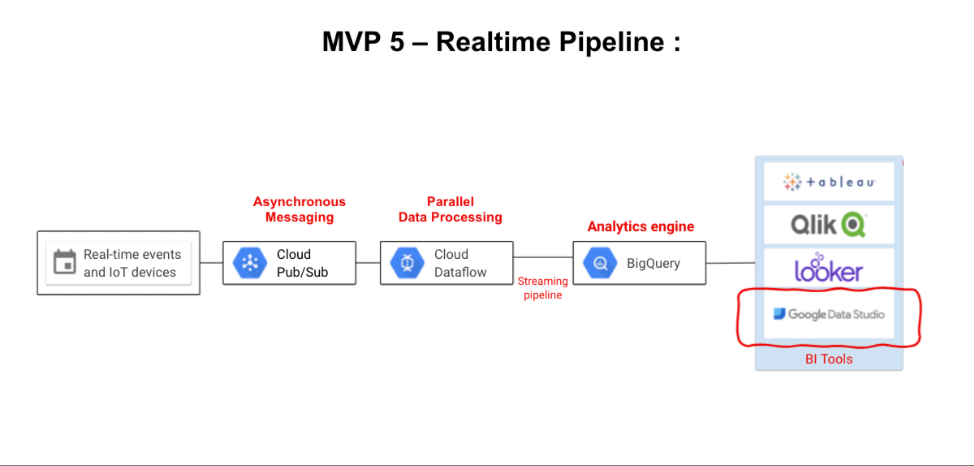 MVP 5 – Realtime Pipeline :
Asynchronous
Messaging
Parallel
Data Processing
Analytics engine
Real-time events
and IoT devices
Cloud
Pub/Sub
Cloud
Dataflow
Streaming
pipeline
BigQuery
+ableau
Qlik
looker
Google Data Studio
BI Tools